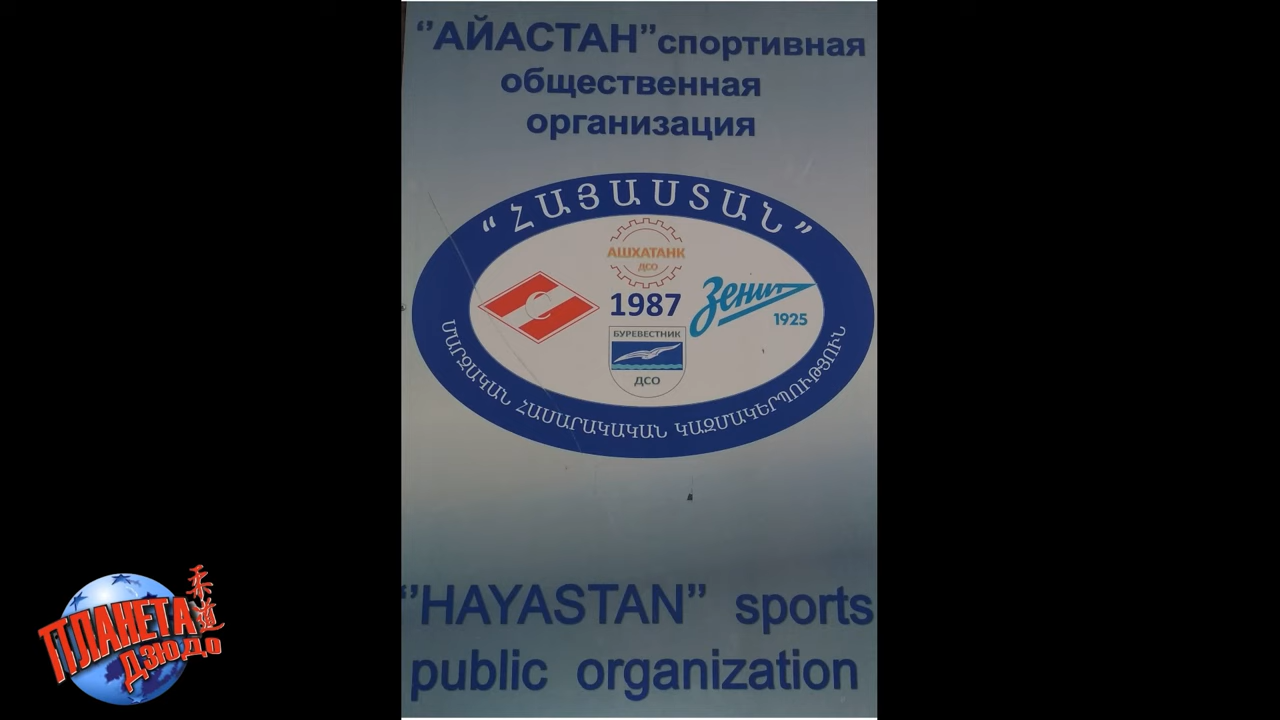 ‘’АЙАСТАН’’спортивная
общественная
организация
“ՀԱՅԱՍՏԱՆ”
АШХАТАНК
ДСО
С
1987
Зенит
1925
БУРЕВЕСТНИК
ДСО
ՄԱՐԶԱԿԱՆ ՀԱՍԱՐԱԿԱԿԱՆ ԿԱԶՄԱԿԵՐՊՈՒԹՅՈՒՆ
‘’HAYASTAN’’ sports
public organization
ПЛАНЕТА
ДЗЮДО
柔道